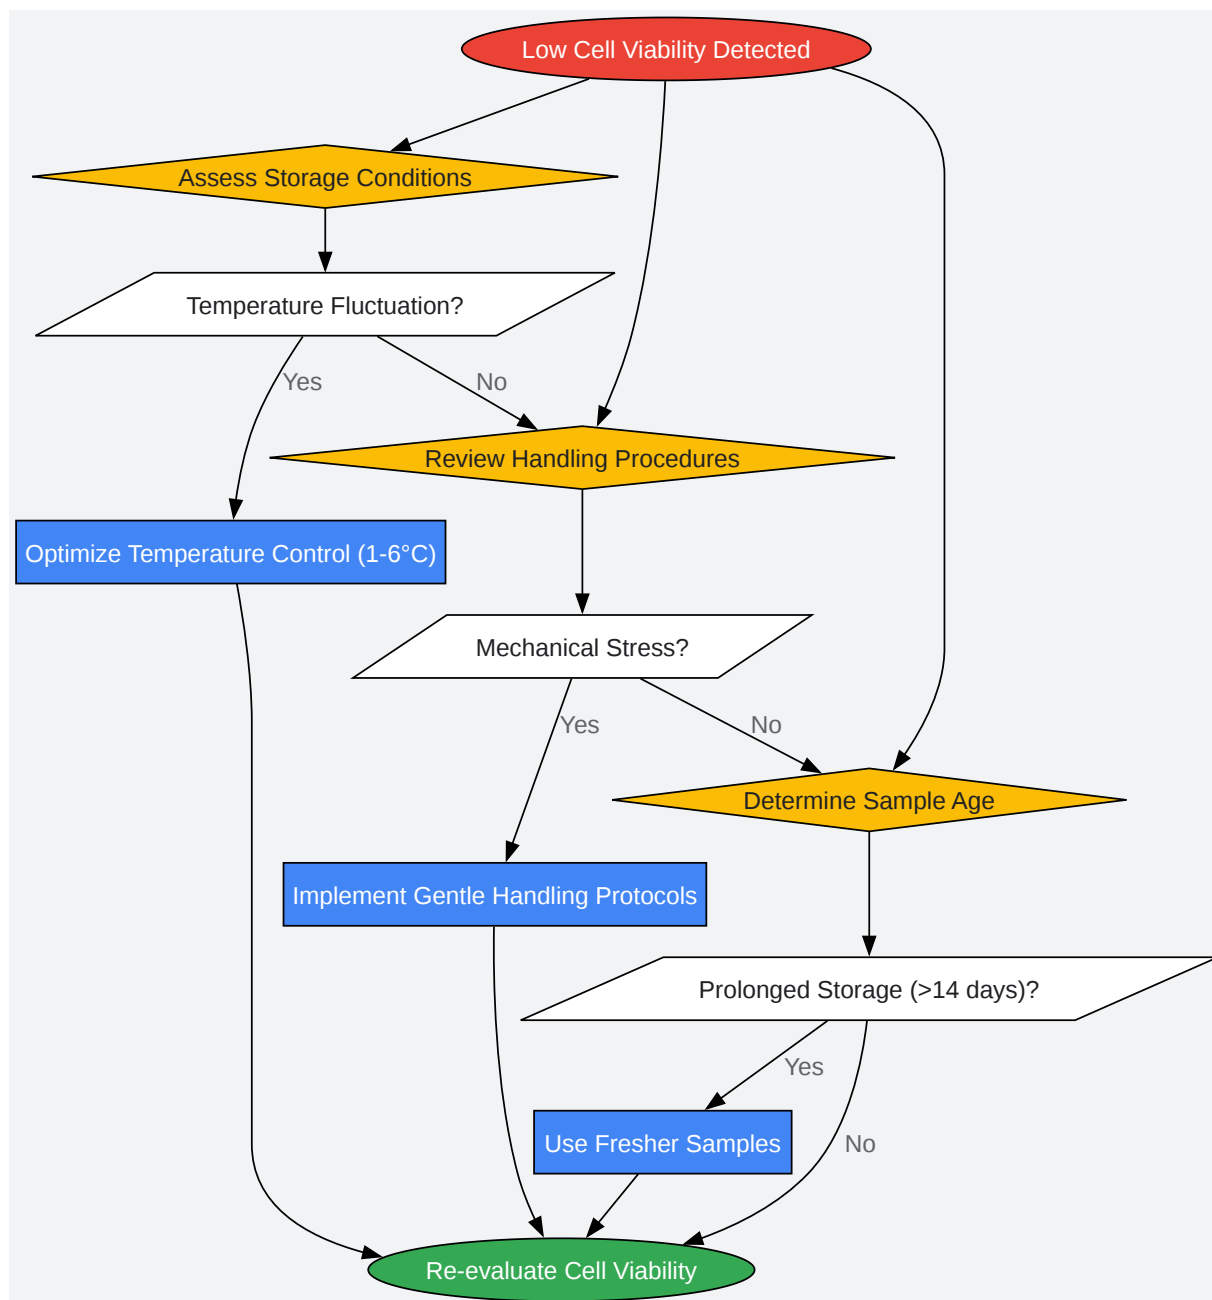 Low Cell Viability Detected
Assess Storage Conditions
Temperature Fluctuation?
Yes
No
Review Handling Procedures
Optimize Temperature Control (1-6°C)
Mechanical Stress?
Yes
No
Determine Sample Age
Implement Gentle Handling Protocols
Prolonged Storage (>14 days)?
Yes
Use Fresher Samples
No
Re-evaluate Cell Viability